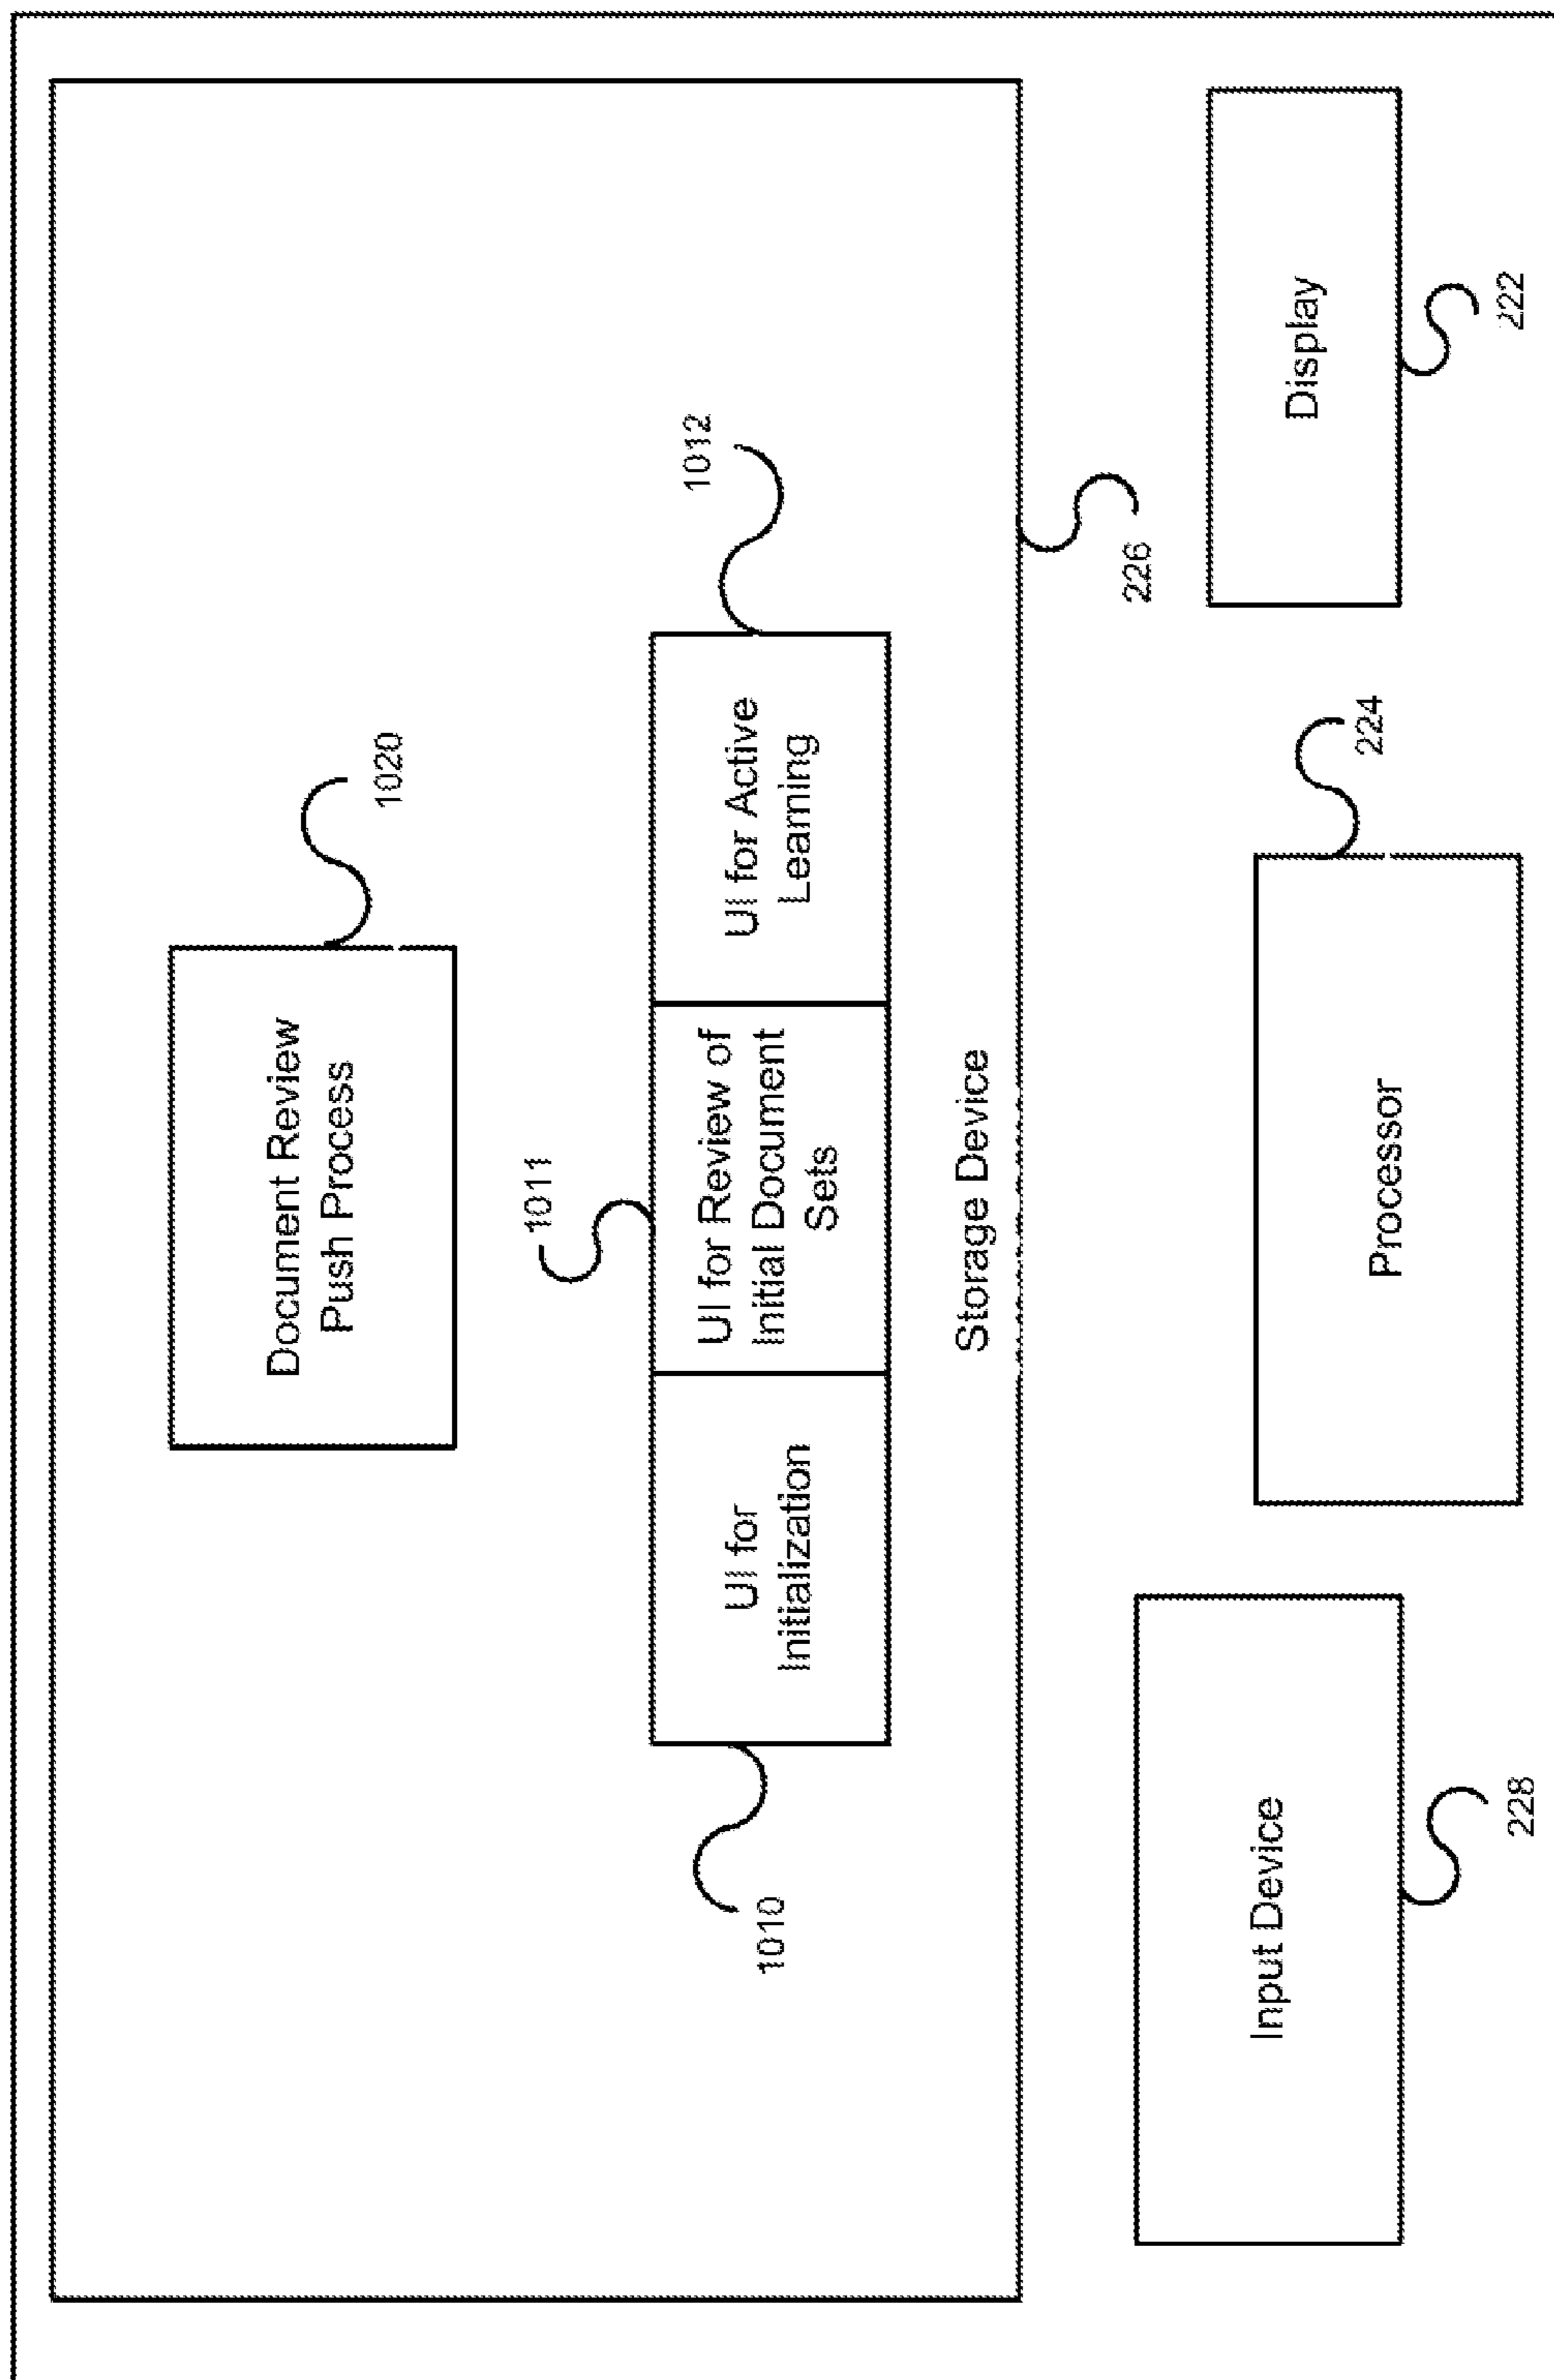 Document Review
Push Process
1020
1011
1012
UI for
Initialization
UI for Review of
Initial Document
Sets
UI for Active
Learning
1010
Storage Device
226
Input Device
228
Processor
224
Display
222